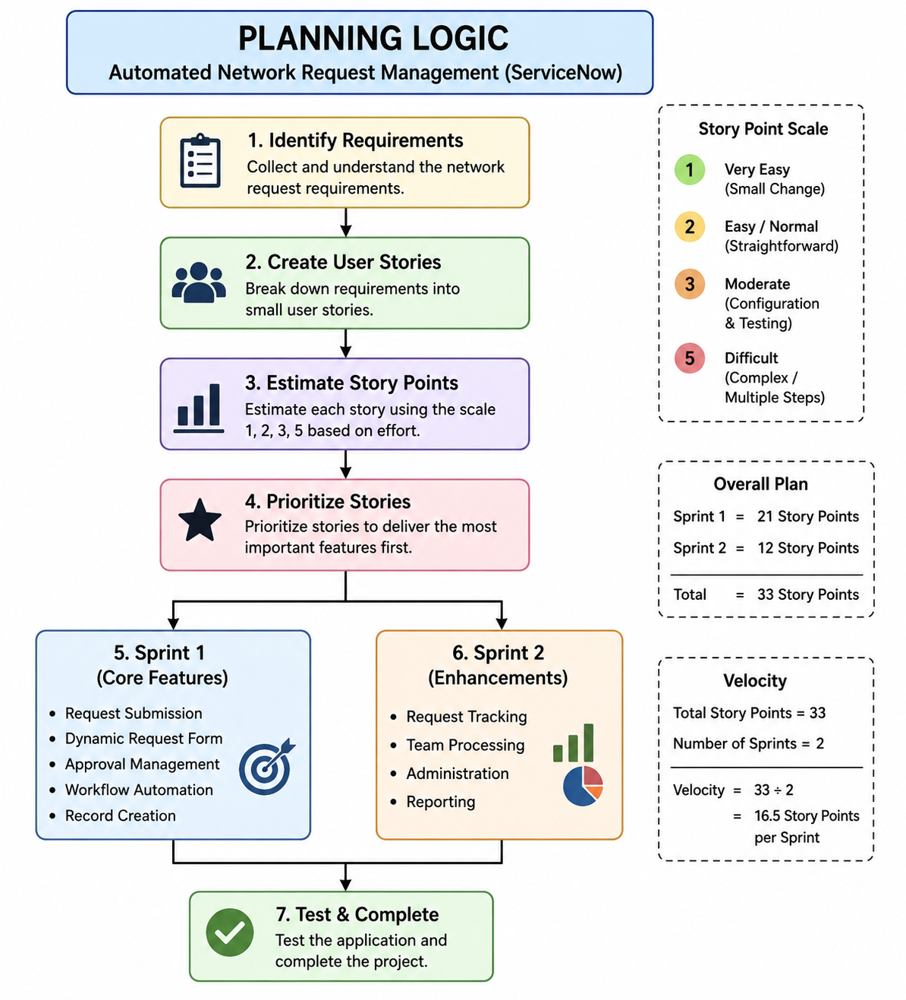 PLANNING LOGIC
Automated Network Request Management (ServiceNow)
1. Identify Requirements
Collect and understand the network
request requirements.
2. Create User Stories
Break down requirements into
small user stories.
3. Estimate Story Points
Estimate each story using the scale
1, 2, 3, 5 based on effort.
4. Prioritize Stories
Prioritize stories to deliver the most
important features first.
5. Sprint 1
(Core Features)
• Request Submission
• Dynamic Request Form
• Approval Management
• Workflow Automation
• Record Creation
6. Sprint 2
(Enhancements)
• Request Tracking
• Team Processing
• Administration
• Reporting
7. Test & Complete
Test the application and
complete the project.
Story Point Scale
1 Very Easy
(Small Change)
2 Easy / Normal
(Straightforward)
3 Moderate
(Configuration
& Testing)
5 Difficult
(Complex /
Multiple Steps)
Overall Plan
Sprint 1 = 21 Story Points
Sprint 2 = 12 Story Points
Total = 33 Story Points
Velocity
Total Story Points = 33
Number of Sprints = 2
Velocity = 33 ÷ 2
= 16.5 Story Points
per Sprint